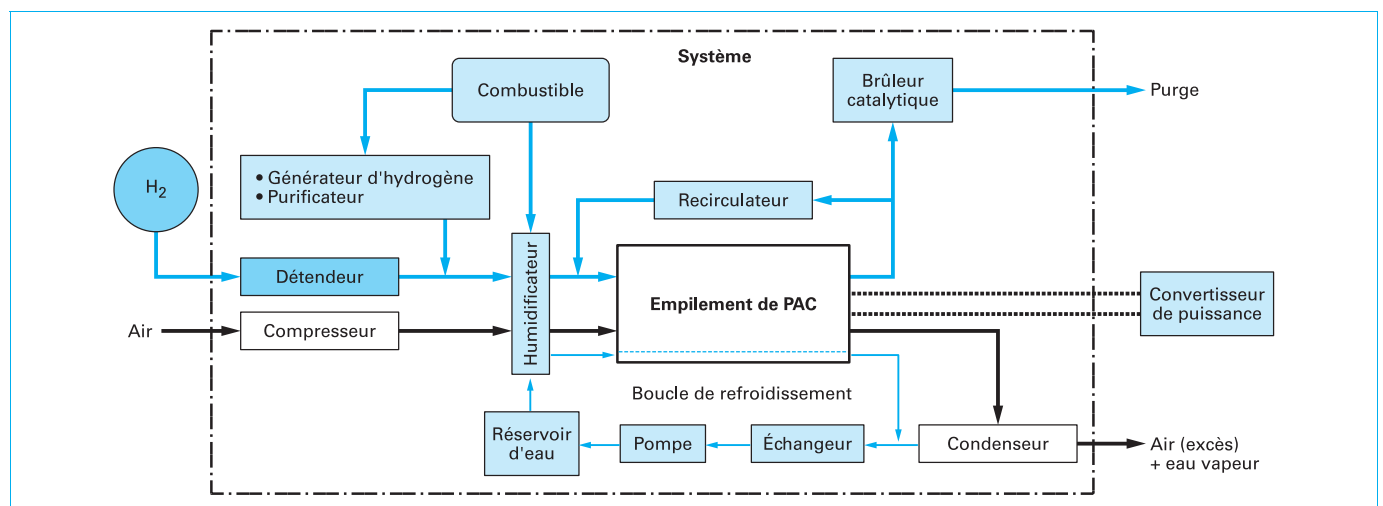 Système
Combustible
Brûleur
catalytique
Purge
H2
• Générateur d'hydrogène
• Purificateur
Recirculateur
Détendeur
Humidificateur
Empilement de PAC
Convertisseur
de puissance
Air
Compresseur
Boucle de refroidissement
Réservoir
d'eau
Pompe
Échangeur
Condenseur
Air (excès)
+ eau vapeur